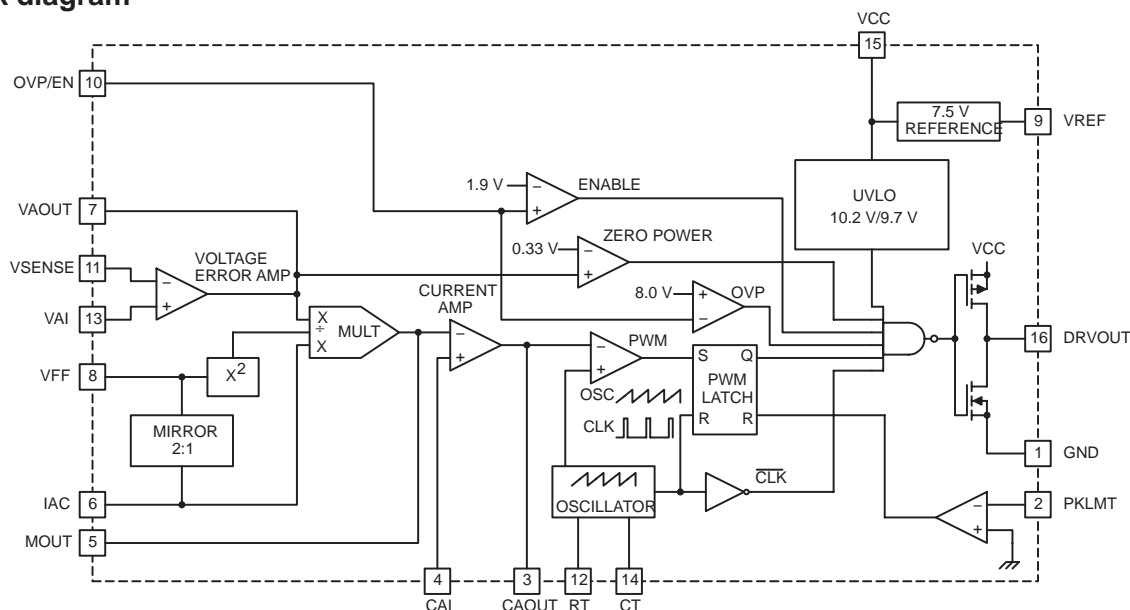 K diagram
VCC
15
OVP/EN 10
7.5 V
REFERENCE
9 VREF
1.9 V − ENABLE
+
UVLO
10.2 V/9.7 V
VAOUT 7
ZERO POWER
0.33 V −
+
VCC
VSENSE 11
VOLTAGE
ERROR AMP
−
+
VAI 13
8.0 V + OVP
−
CURRENT
AMP
X
÷
X
MULT
−
+
16 DRVOUT
VFF 8
X2
− PWM
+
S Q
PWM
LATCH
R R
OSC
CLK
MIRROR
2:1
1 GND
IAC 6
OSCILLATOR
CLK
− 2 PKLMT
+
MOUT 5
4 3 12 14
CAI CAOUT RT CT